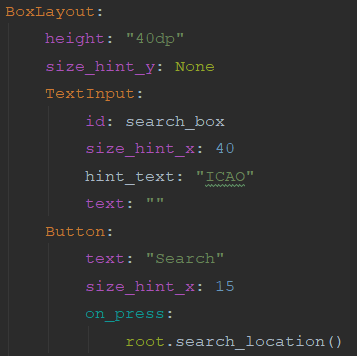 BoxLayout:
    height: "40dp"
    size_hint_y: None
    TextInput:
        id: search_box
        size_hint_x: 40
        hint_text: "ICAO"
        text: ""
    Button:
        text: "Search"
        size_hint_x: 15
        on_press:
            root.search_location()